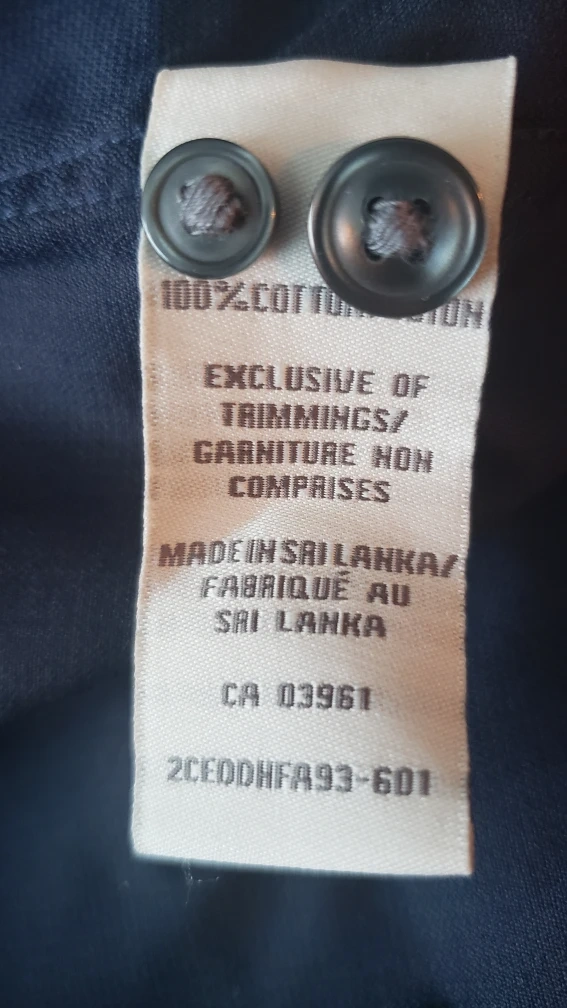 100% COTTON/COTON
EXCLUSIVE OF
TRIMMINGS/
GARNITURE NON
COMPRISES
MADE IN SRI LANKA/
FABRIQUÉ AU
SRI LANKA
CA 03961
2CEDDHFA93-601